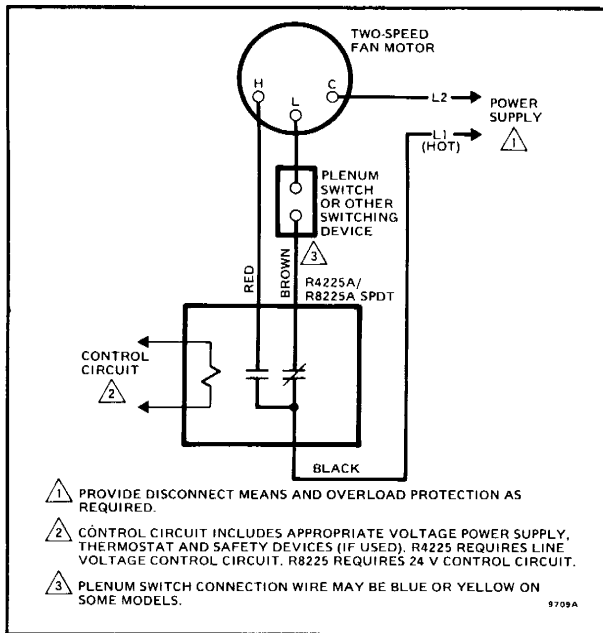 TWO-SPEED
FAN MOTOR
H
L
C
L2
POWER
SUPPLY
1
L1
(HOT)
PLENUM
SWITCH
OR OTHER
SWITCHING
DEVICE
3
RED
BROWN
R4225A/
R8225A SPDT
CONTROL
CIRCUIT
2
BLACK
1 PROVIDE DISCONNECT MEANS AND OVERLOAD PROTECTION AS
REQUIRED.
2 CONTROL CIRCUIT INCLUDES APPROPRIATE VOLTAGE POWER SUPPLY,
THERMOSTAT AND SAFETY DEVICES (IF USED). R4225 REQUIRES LINE
VOLTAGE CONTROL CIRCUIT. R8225 REQUIRES 24 V CONTROL CIRCUIT.
3 PLENUM SWITCH CONNECTION WIRE MAY BE BLUE OR YELLOW ON
SOME MODELS.
9709A